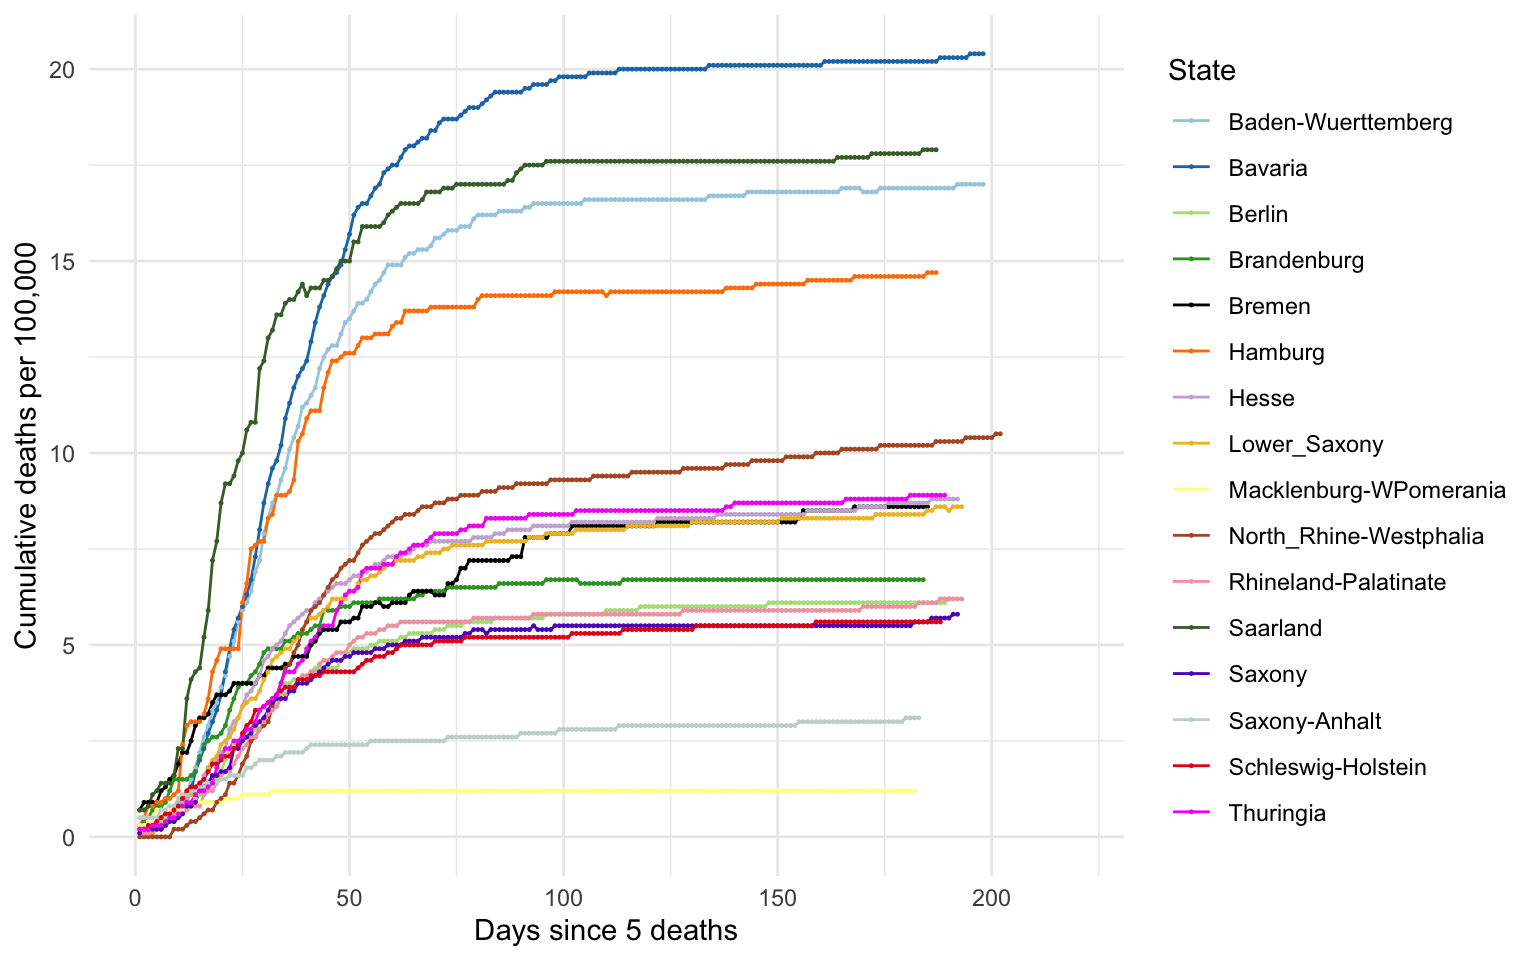 20
15
10
5
0
0 50 100 150 200
Days since 5 deaths
Cumulative deaths per 100,000
State
Baden-Wuerttemberg
Bavaria
Berlin
Brandenburg
Bremen
Hamburg
Hesse
Lower_Saxony
Macklenburg-WPomerania
North_Rhine-Westphalia
Rhineland-Palatinate
Saarland
Saxony
Saxony-Anhalt
Schleswig-Holstein
Thuringia